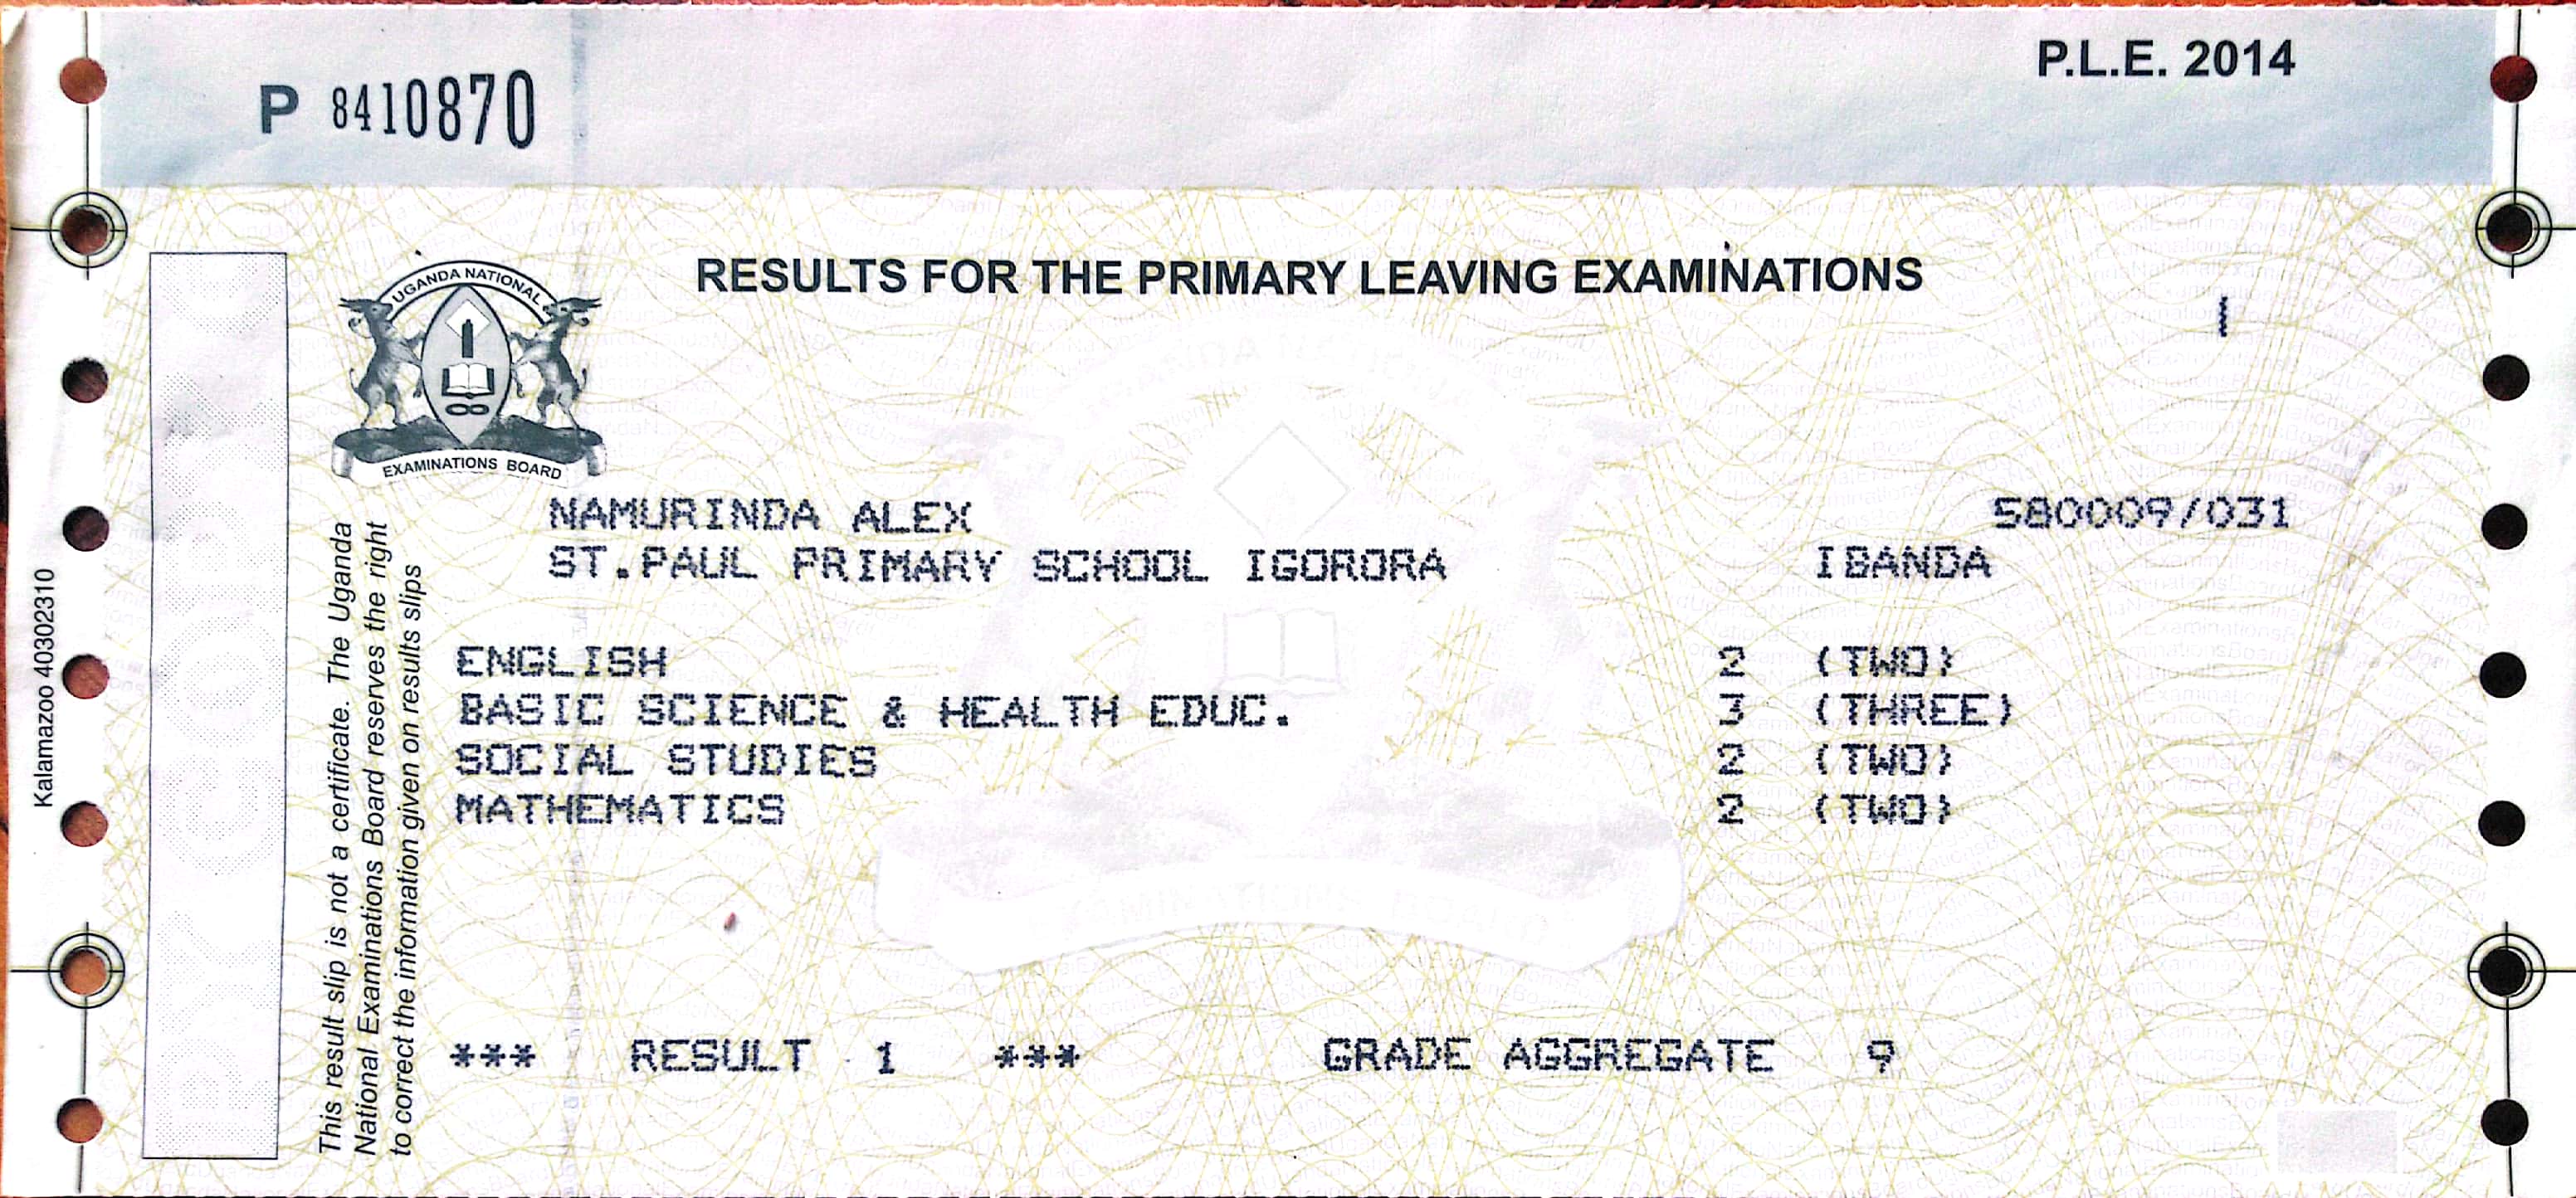 P 8410870
P.L.E. 2014
UGANDA NATIONAL
EXAMINATIONS BOARD
RESULTS FOR THE PRIMARY LEAVING EXAMINATIONS
NAMURINDA ALEX 580009/031
ST.PAUL PRIMARY SCHOOL IGORORA IBANDA
ENGLISH 2 (TWO)
BASIC SCIENCE & HEALTH EDUC. 3 (THREE)
SOCIAL STUDIES 2 (TWO)
MATHEMATICS 2 (TWO)
*** RESULT 1 *** GRADE AGGREGATE 9
This result slip is not a certificate. The Uganda
National Examinations Board reserves the right
to correct the information given on results slips
Kalamazoo 40302310